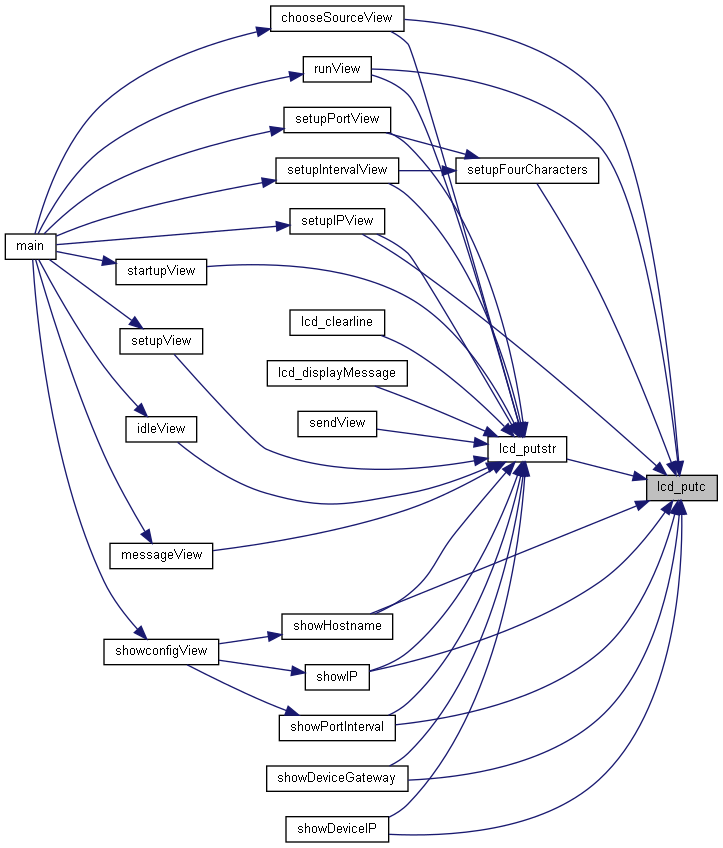 chooseSourceView
runView
setupPortView
setupIntervalView
setupFourCharacters
setupIPView
main
startupView
lcd_clearline
setupView
lcd_displayMessage
sendView
idleView
lcd_putstr
lcd_putc
messageView
showHostname
showconfigView
showIP
showPortInterval
showDeviceGateway
showDeviceIP